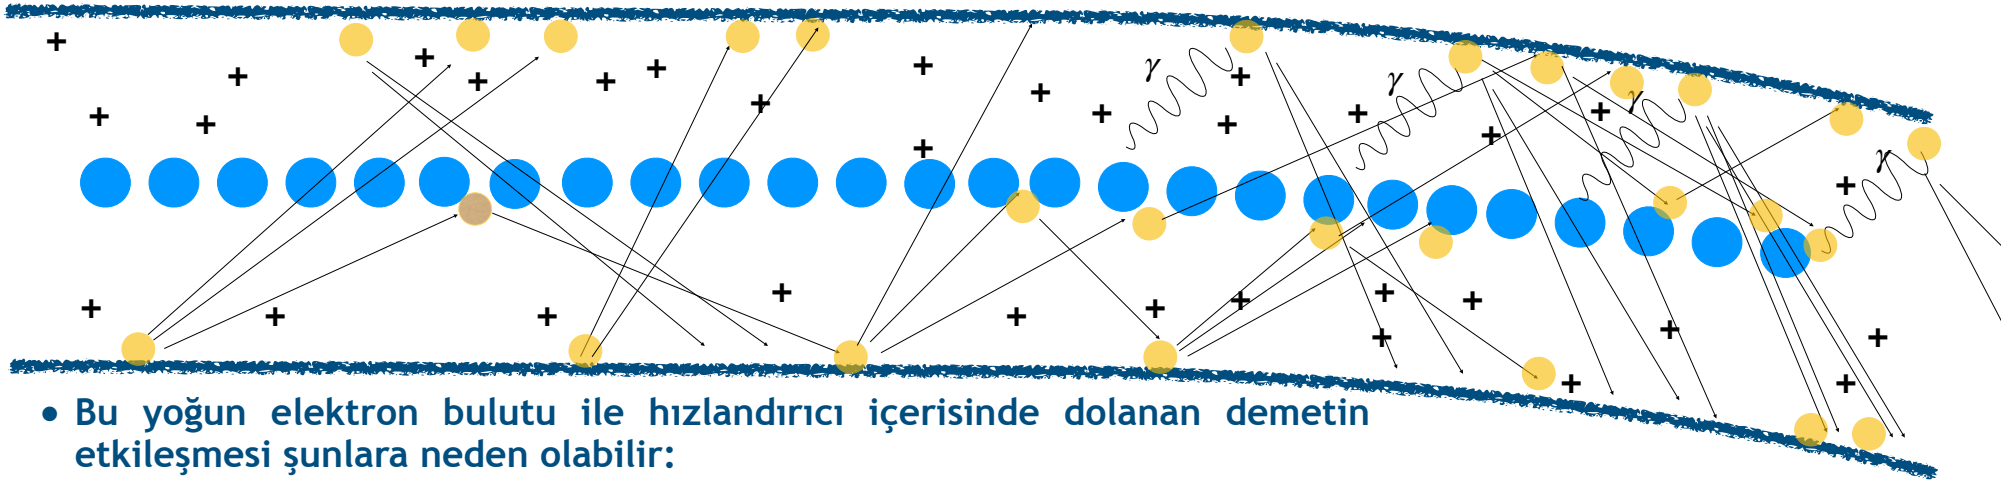 γ
γ
γ
γ
• Bu yoğun elektron bulutu ile hızlandırıcı içerisinde dolanan demetin
etkileşmesi şunlara neden olabilir: